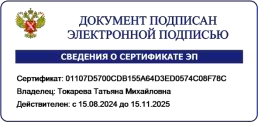 ДОКУМЕНТ ПОДПИСАН
ЭЛЕКТРОННОЙ ПОДПИСЬЮ
СВЕДЕНИЯ О СЕРТИФИКАТЕ ЭП
Сертификат: 01107D5700CDB155A64D3ED0574C08F78C
Владелец: Токарева Татьяна Михайловна
Действителен: с 15.08.2024 до 15.11.2025